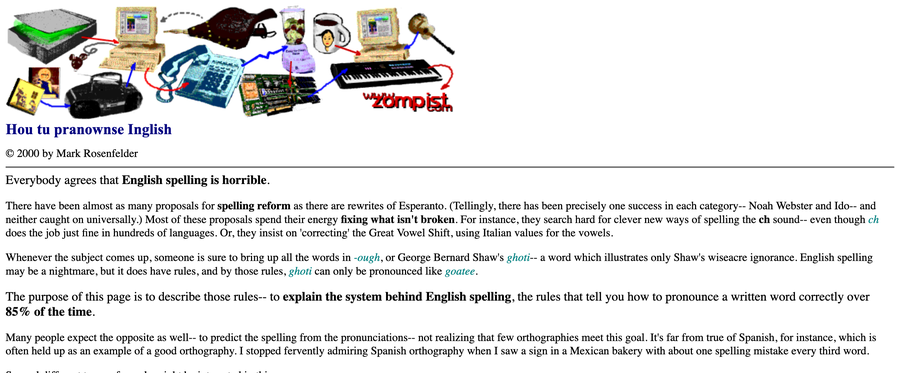 www.zompist.com
Hou tu pranownse Inglish
© 2000 by Mark Rosenfelder
Everybody agrees that English spelling is horrible.
There have been almost as many proposals for spelling reform as there are rewrites of Esperanto. (Tellingly, there has been precisely one success in each category-- Noah Webster and Ido-- and
neither caught on universally.) Most of these proposals spend their energy fixing what isn't broken. For instance, they search hard for clever new ways of spelling the ch sound-- even though ch
does the job just fine in hundreds of languages. Or, they insist on 'correcting' the Great Vowel Shift, using Italian values for the vowels.
Whenever the subject comes up, someone is sure to bring up all the words in -ough, or George Bernard Shaw's ghoti-- a word which illustrates only Shaw's wiseacre ignorance. English spelling
may be a nightmare, but it does have rules, and by those rules, ghoti can only be pronounced like goatee.
The purpose of this page is to describe those rules-- to explain the system behind English spelling, the rules that tell you how to pronounce a written word correctly over
85% of the time.
Many people expect the opposite as well-- to predict the spelling from the pronunciations-- not realizing that few orthographies meet this goal. It's far from true of Spanish, for instance, which is
often held up as an example of a good orthography. I stopped fervently admiring Spanish orthography when I saw a sign in a Mexican bakery with about one spelling mistake every third word.